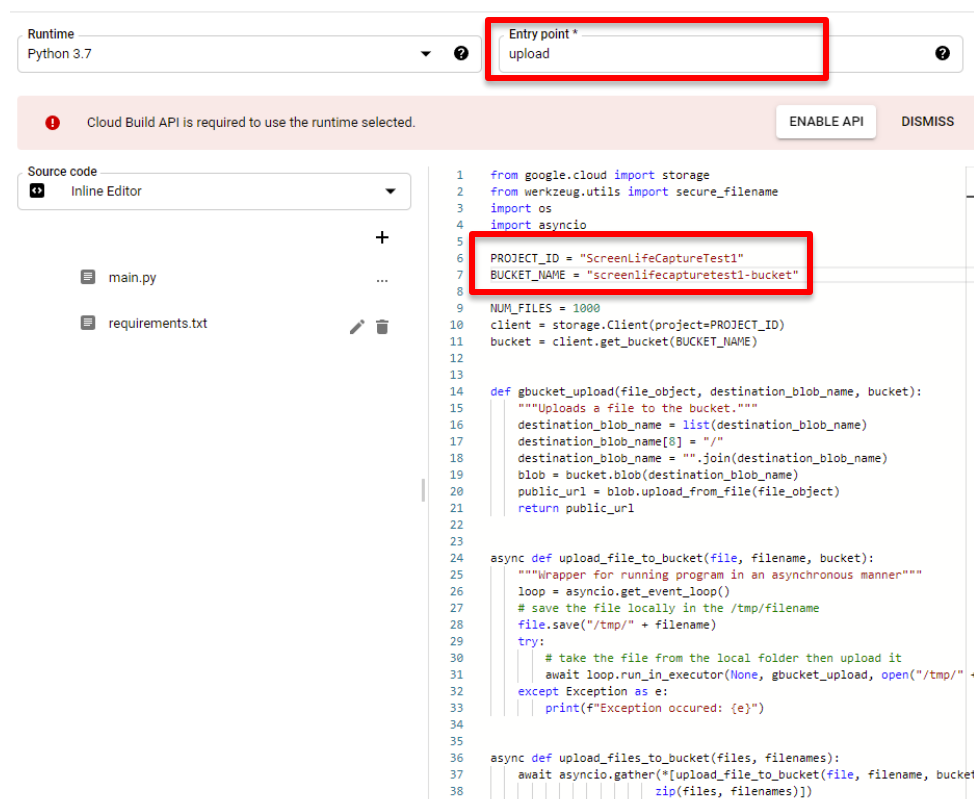 Runtime
Python 3.7
Entry point *
upload
Cloud Build API is required to use the runtime selected.
ENABLE API
DISMISS
Source code
Inline Editor
main.py
...
requirements.txt
1 from google.cloud import storage
2 from werkzeug.utils import secure_filename
3 import os
4 import asyncio
5
6 PROJECT_ID = "ScreenLifeCaptureTest1"
7 BUCKET_NAME = "screenlifecapturetest1-bucket"
8
9 NUM_FILES = 1000
10 client = storage.Client(project=PROJECT_ID)
11 bucket = client.get_bucket(BUCKET_NAME)
12
13
14 def gbucket_upload(file_object, destination_blob_name, bucket):
15 """Uploads a file to the bucket."""
16 destination_blob_name = list(destination_blob_name)
17 destination_blob_name[8] = "/"
18 destination_blob_name = "".join(destination_blob_name)
19 blob = bucket.blob(destination_blob_name)
20 public_url = blob.upload_from_file(file_object)
21 return public_url
22
23
24 async def upload_file_to_bucket(file, filename, bucket):
25 """Wrapper for running program in an asynchronous manner"""
26 loop = asyncio.get_event_loop()
27 # save the file locally in the /tmp/filename
28 file.save("/tmp/" + filename)
29 try:
30 # take the file from the local folder then upload it
31 await loop.run_in_executor(None, gbucket_upload, open("/tmp/" +
32 except Exception as e:
33 print(f"Exception occured: {e}")
34
35
36 async def upload_files_to_bucket(files, filenames):
37 await asyncio.gather(*[upload_file_to_bucket(file, filename, bucket
38 zip(files, filenames)])